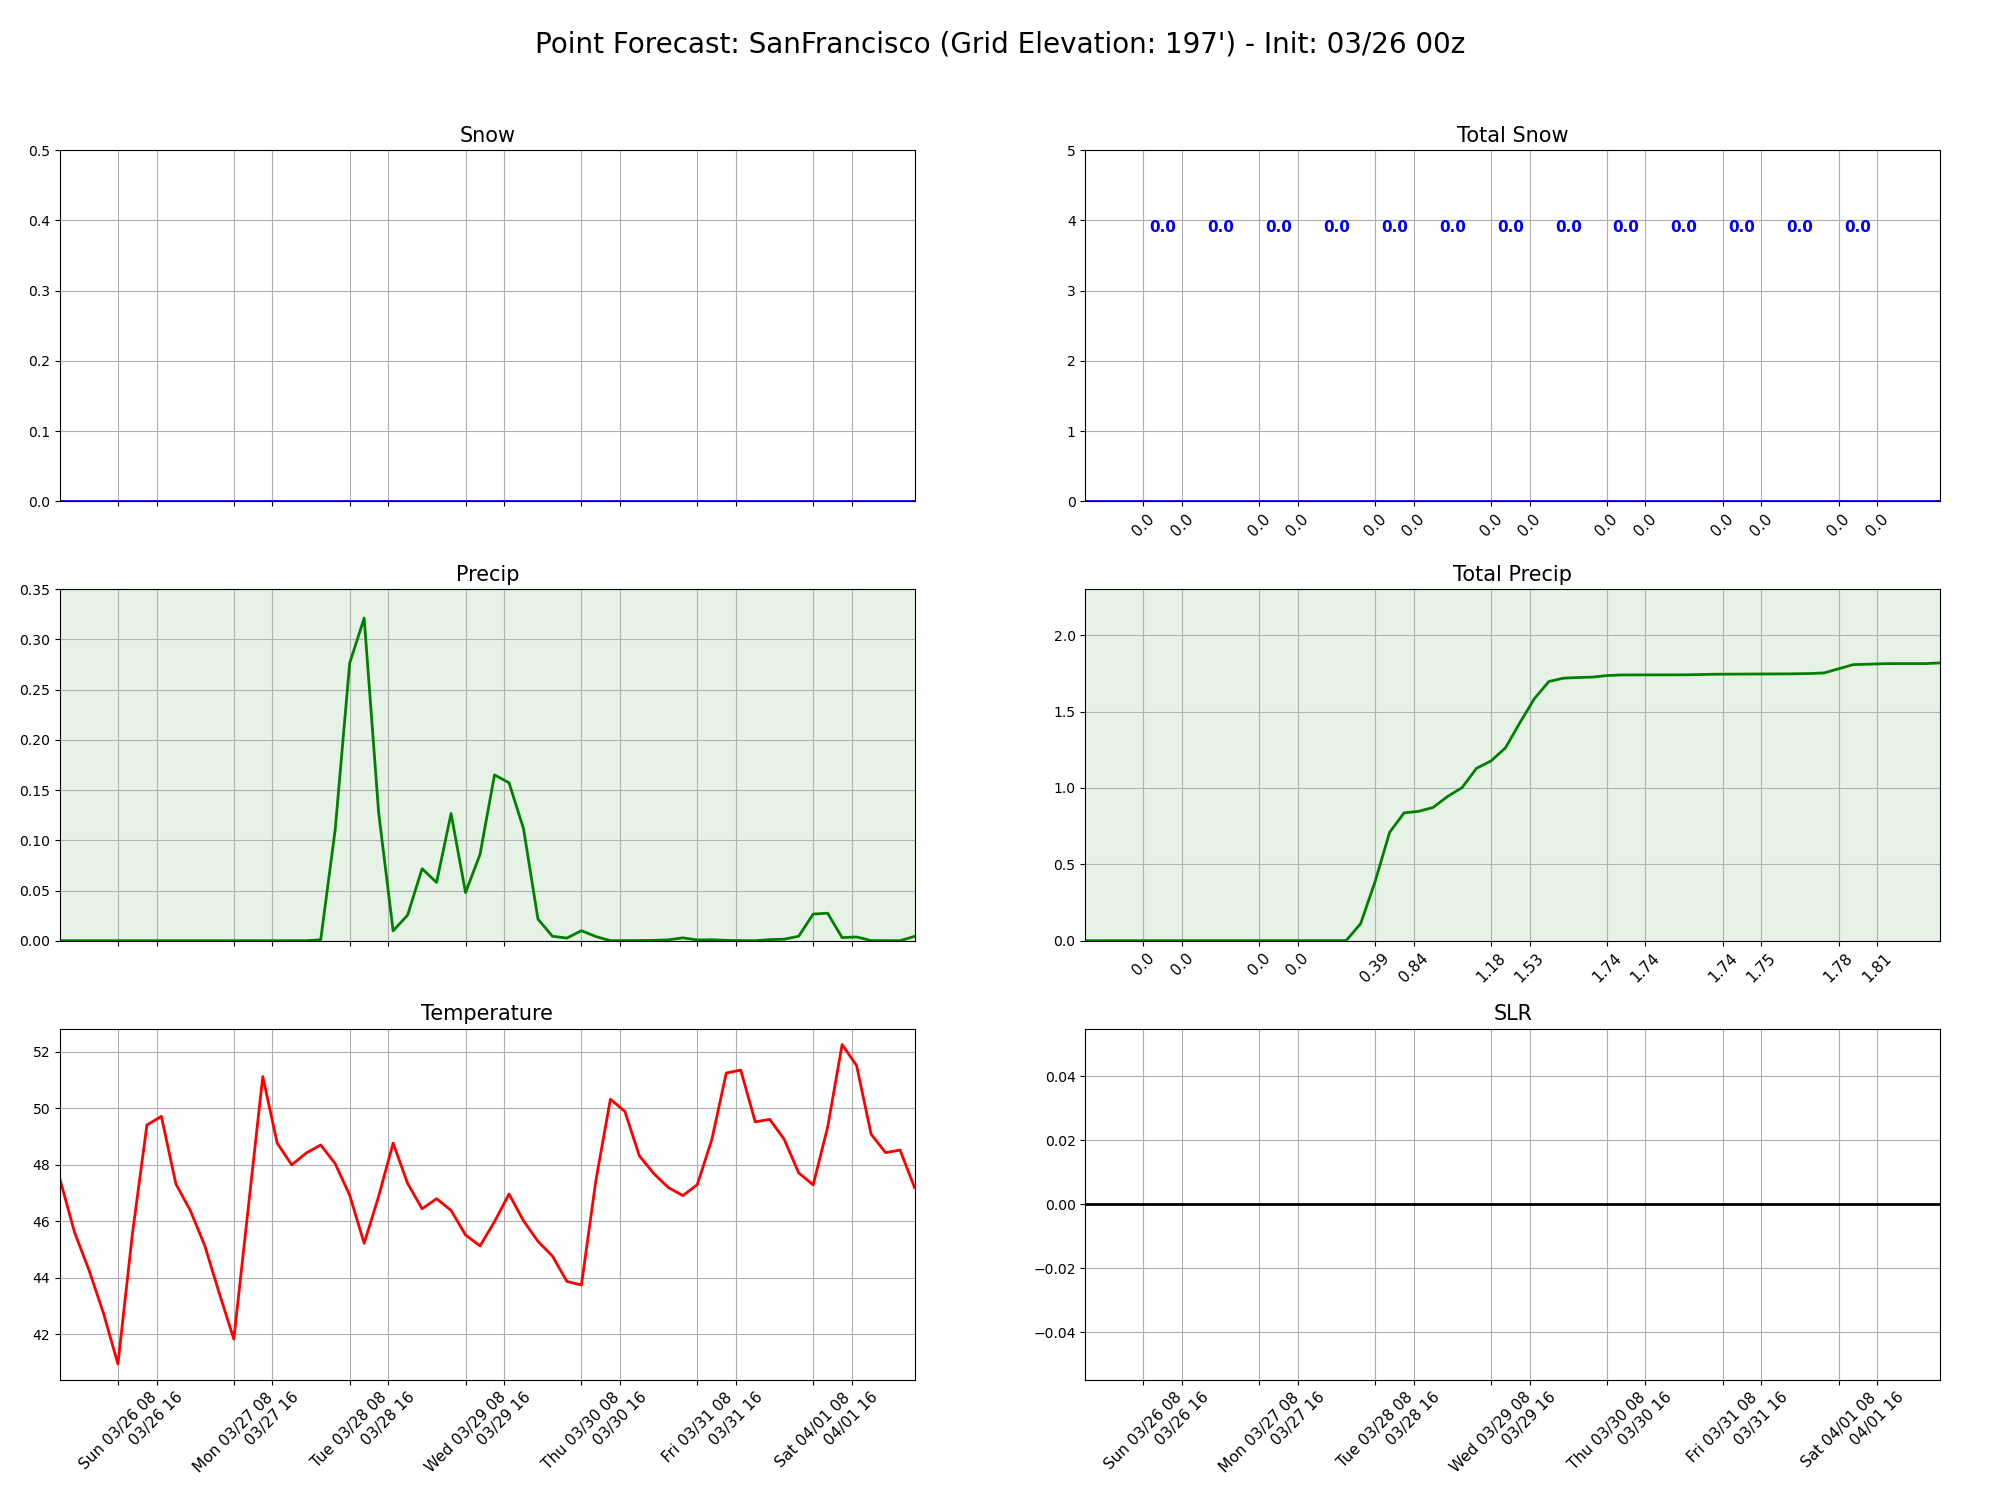 Point Forecast: SanFrancisco (Grid Elevation: 197') - Init: 03/26 00z
Snow
0.5
0.4
0.3
0.2
0.1
0.0
Total Snow
5
4
3
2
1
0
0.0 0.0 0.0 0.0 0.0 0.0 0.0 0.0 0.0 0.0 0.0 0.0 0.0
0.0 0.0 0.0 0.0 0.0 0.0 0.0 0.0 0.0 0.0 0.0 0.0 0.0 0.0
Precip
0.35
0.30
0.25
0.20
0.15
0.10
0.05
0.00
Total Precip
2.0
1.5
1.0
0.5
0.0
0.0 0.0 0.0 0.0 0.39 0.84 1.18 1.53 1.74 1.74 1.74 1.75 1.78 1.81
Temperature
52
50
48
46
44
42
Sun 03/26 08
03/26 16
Mon 03/27 08
03/27 16
Tue 03/28 08
03/28 16
Wed 03/29 08
03/29 16
Thu 03/30 08
03/30 16
Fri 03/31 08
03/31 16
Sat 04/01 08
04/01 16
SLR
0.04
0.02
0.00
−0.02
−0.04
Sun 03/26 08
03/26 16
Mon 03/27 08
03/27 16
Tue 03/28 08
03/28 16
Wed 03/29 08
03/29 16
Thu 03/30 08
03/30 16
Fri 03/31 08
03/31 16
Sat 04/01 08
04/01 16